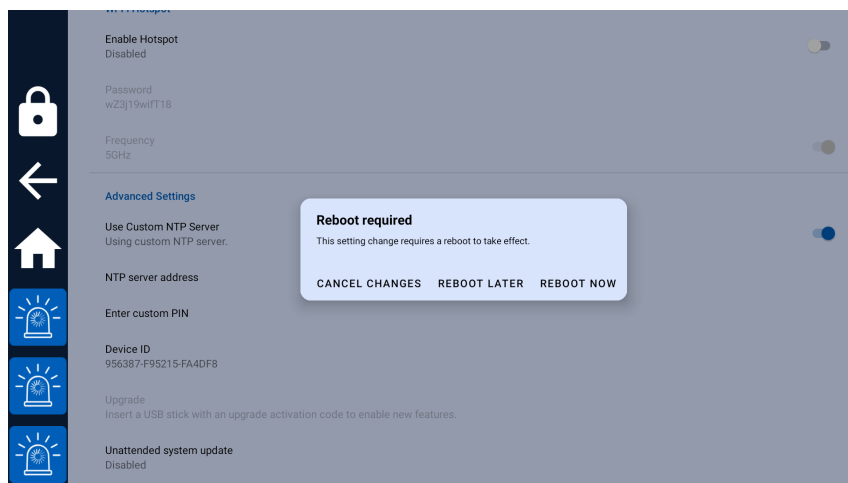 Wi-Fi Hotspot
Enable Hotspot
Disabled
Password
wZ3j19wifT18
Frequency
5GHz
Advanced Settings
Use Custom NTP Server
Using custom NTP server.
NTP server address
Enter custom PIN
Device ID
956387-F95215-FA4DF8
Upgrade
Insert a USB stick with an upgrade activation code to enable new features.
Unattended system update
Disabled
Reboot required
This setting change requires a reboot to take effect.
CANCEL CHANGES REBOOT LATER REBOOT NOW